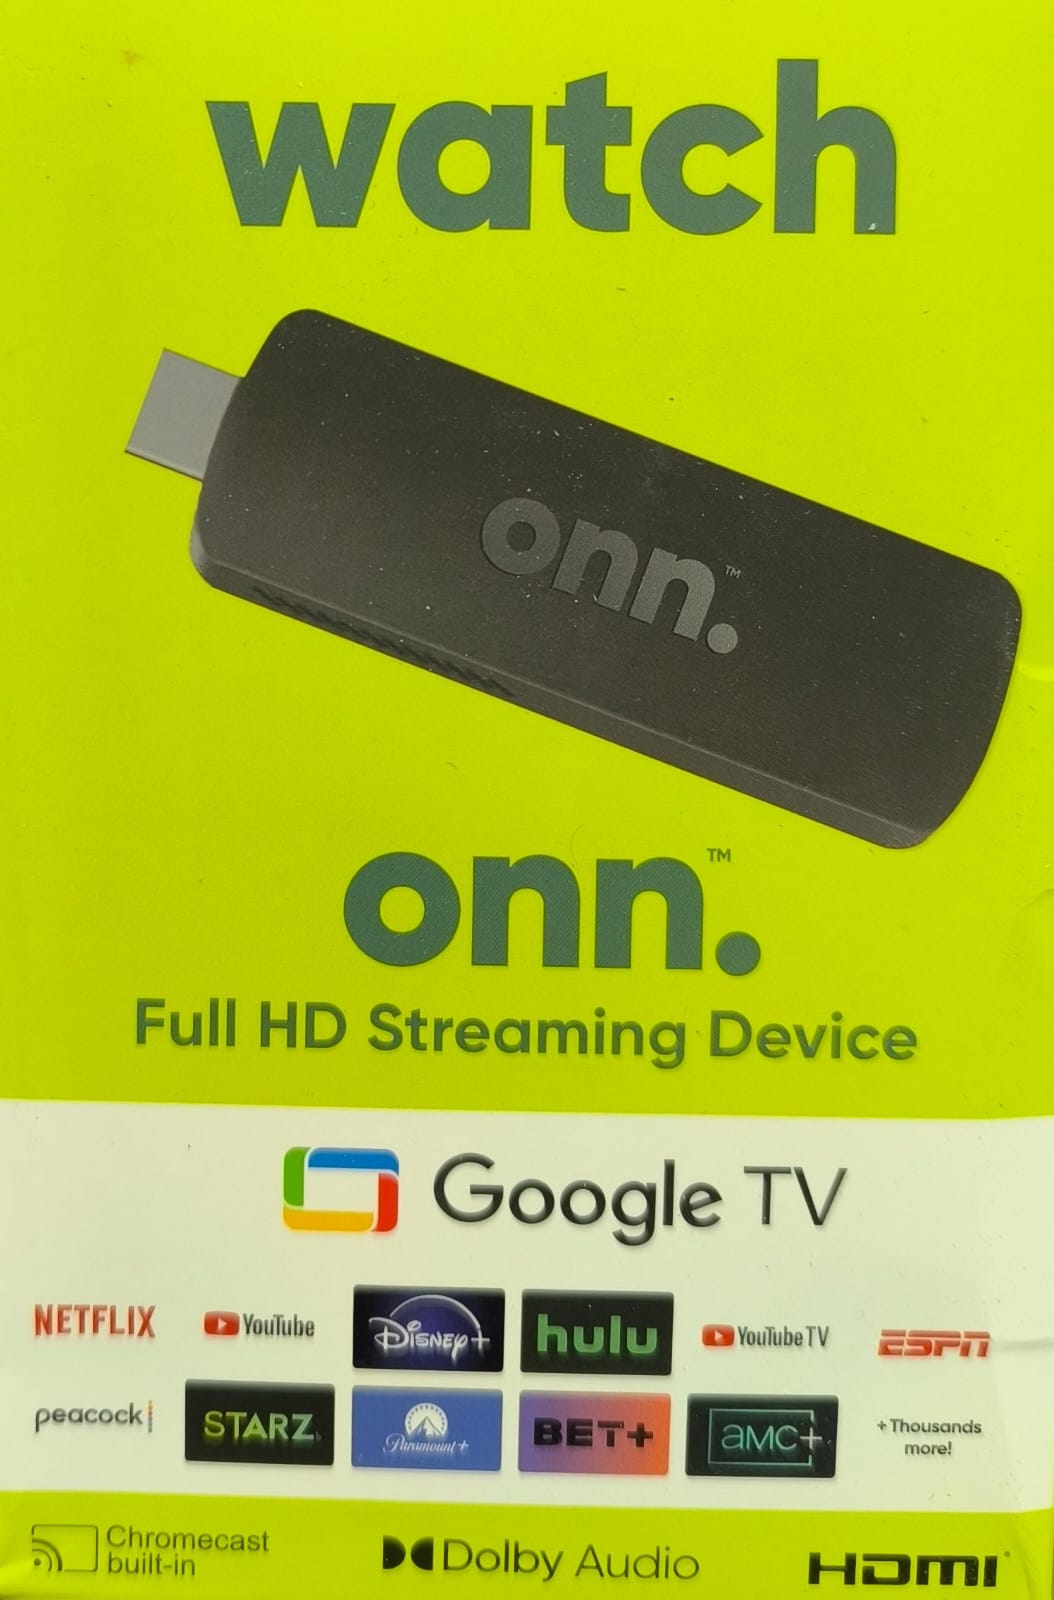 watch
onn.™
onn.™
Full HD Streaming Device
Google TV
NETFLIX YouTube Disney+ hulu YouTube TV ESPN
peacock STARZ Paramount+ BET+ aMC+ + Thousands
more!
Chromecast
built-in
Dolby Audio
HDMI